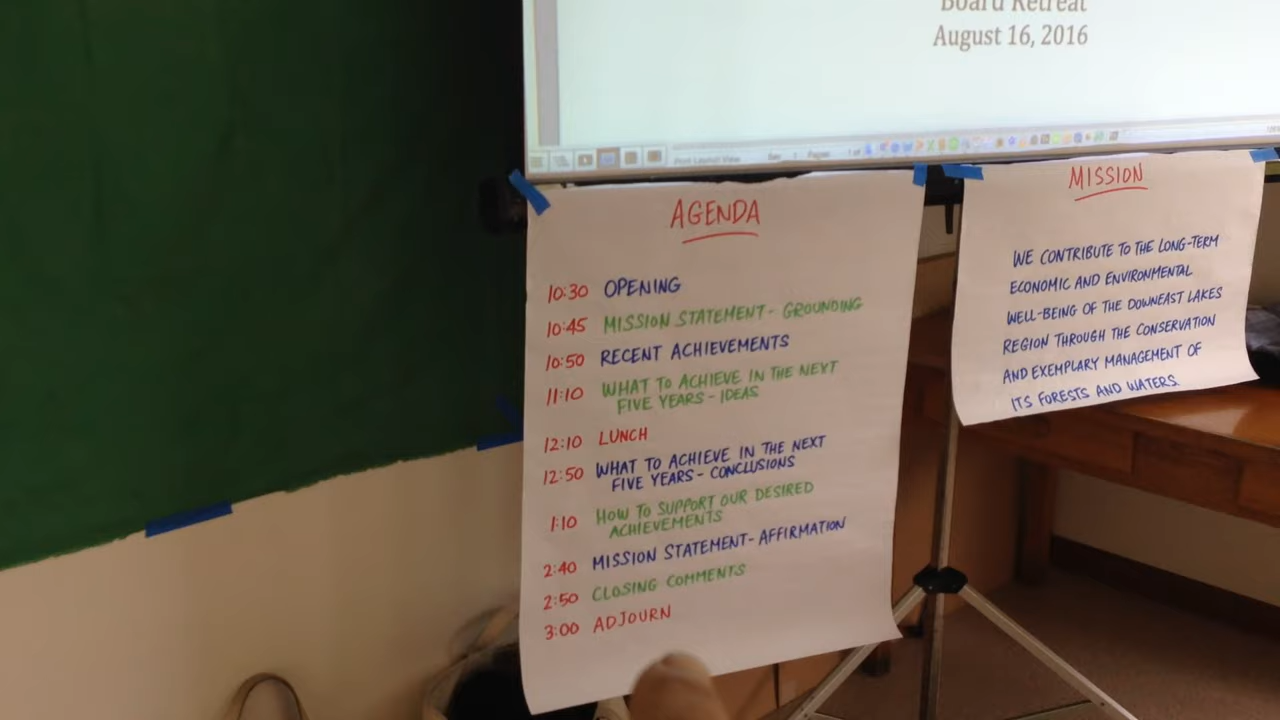 Board Retreat
August 16, 2016
Print Layout View
AGENDA
10:30 OPENING
10:45 MISSION STATEMENT - GROUNDING
10:50 RECENT ACHIEVEMENTS
11:10 WHAT TO ACHIEVE IN THE NEXT
FIVE YEARS - IDEAS
12:10 LUNCH
12:50 WHAT TO ACHIEVE IN THE NEXT
FIVE YEARS - CONCLUSIONS
1:10 HOW TO SUPPORT OUR DESIRED
ACHIEVEMENTS
2:40 MISSION STATEMENT - AFFIRMATION
2:50 CLOSING COMMENTS
3:00 ADJOURN
MISSION
WE CONTRIBUTE TO THE LONG-TERM
ECONOMIC AND ENVIRONMENTAL
WELL-BEING OF THE DOWNEAST LAKES
REGION THROUGH THE CONSERVATION
AND EXEMPLARY MANAGEMENT OF
ITS FORESTS AND WATERS.